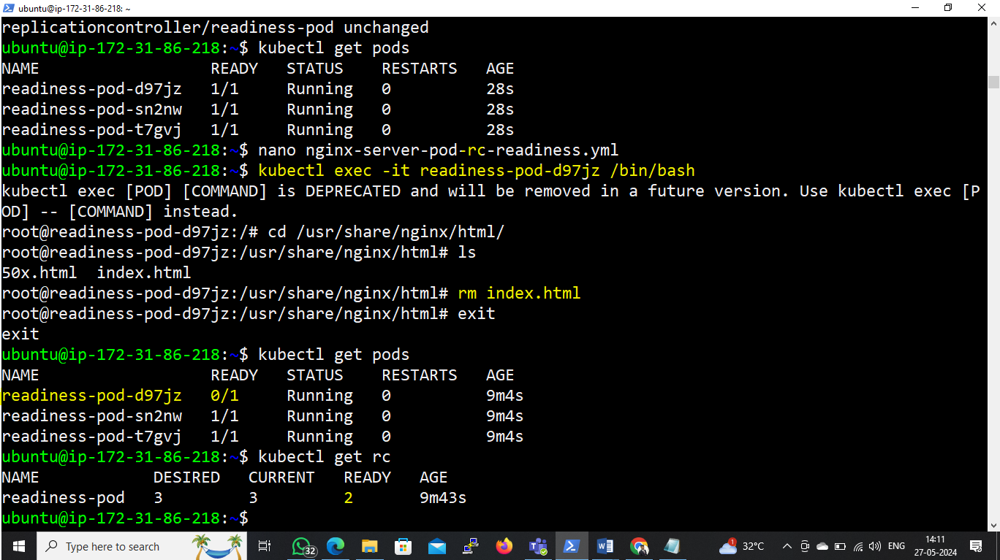 ubuntu@ip-172-31-86-218: ~
replicationcontroller/readiness-pod unchanged
ubuntu@ip-172-31-86-218:~$ kubectl get pods
NAME READY STATUS RESTARTS AGE
readiness-pod-d97jz 1/1 Running 0 28s
readiness-pod-sn2nw 1/1 Running 0 28s
readiness-pod-t7gvj 1/1 Running 0 28s
ubuntu@ip-172-31-86-218:~$ nano nginx-server-pod-rc-readiness.yml
ubuntu@ip-172-31-86-218:~$ kubectl exec -it readiness-pod-d97jz /bin/bash
kubectl exec [POD] [COMMAND] is DEPRECATED and will be removed in a future version. Use kubectl exec [P
OD] -- [COMMAND] instead.
root@readiness-pod-d97jz:/# cd /usr/share/nginx/html/
root@readiness-pod-d97jz:/usr/share/nginx/html# ls
50x.html index.html
root@readiness-pod-d97jz:/usr/share/nginx/html# rm index.html
root@readiness-pod-d97jz:/usr/share/nginx/html# exit
exit
ubuntu@ip-172-31-86-218:~$ kubectl get pods
NAME READY STATUS RESTARTS AGE
readiness-pod-d97jz 0/1 Running 0 9m4s
readiness-pod-sn2nw 1/1 Running 0 9m4s
readiness-pod-t7gvj 1/1 Running 0 9m4s
ubuntu@ip-172-31-86-218:~$ kubectl get rc
NAME DESIRED CURRENT READY AGE
readiness-pod 3 3 2 9m43s
ubuntu@ip-172-31-86-218:~$
Type here to search 32 1 32°C ENG 14:11
27-05-2024